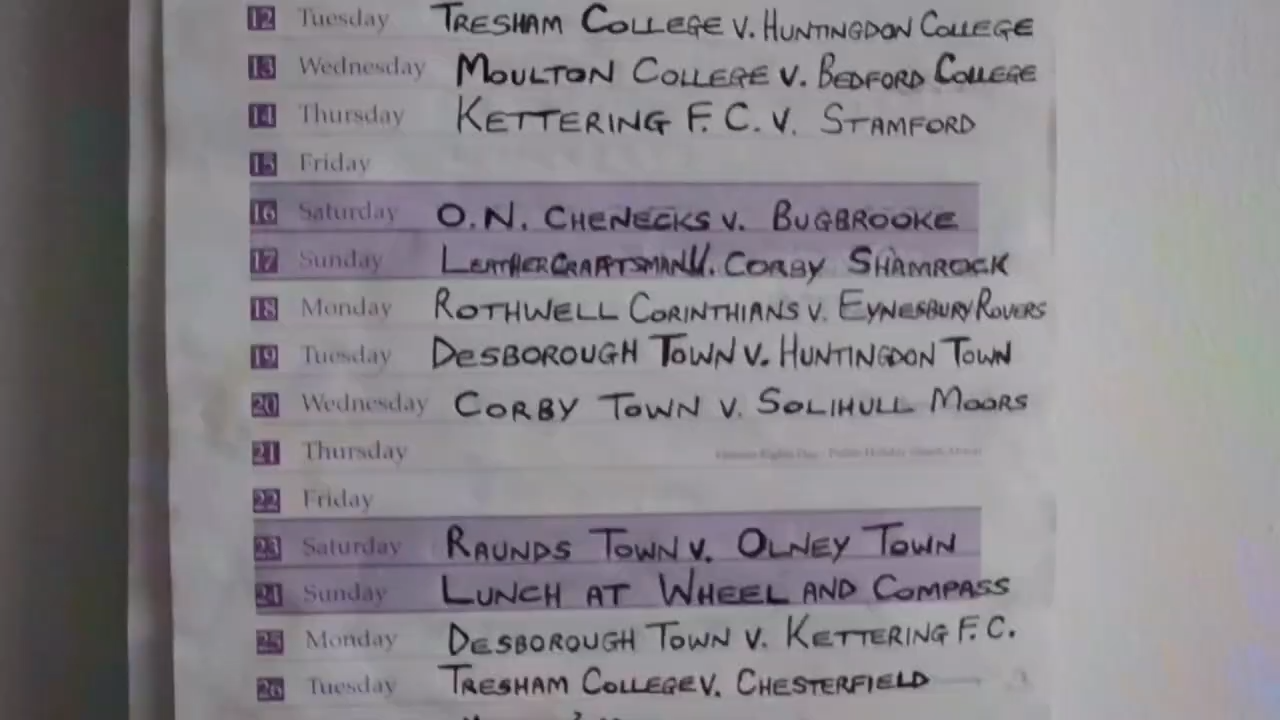 12 Tuesday TRESHAM COLLEGE V. HUNTINGDON COLLEGE
13 Wednesday MOULTON COLLEGE V. BEDFORD COLLEGE
14 Thursday KETTERING F.C. V. STAMFORD
15 Friday
16 Saturday O.N. CHENECKS V. BUGBROOKE
17 Sunday V. CORBY SHAMROCK
18 Monday ROTHWELL CORINTHIANS V. EYNESBURY ROVERS
19 Tuesday DESBOROUGH TOWN V. HUNTINGDON TOWN
20 Wednesday CORBY TOWN V. SOLIHULL MOORS
21 Thursday
22 Friday
23 Saturday RAUNDS TOWN V. OLNEY TOWN
24 Sunday LUNCH AT WHEEL AND COMPASS
25 Monday DESBOROUGH TOWN V. KETTERING F.C.
26 Tuesday TRESHAM COLLEGE V. CHESTERFIELD